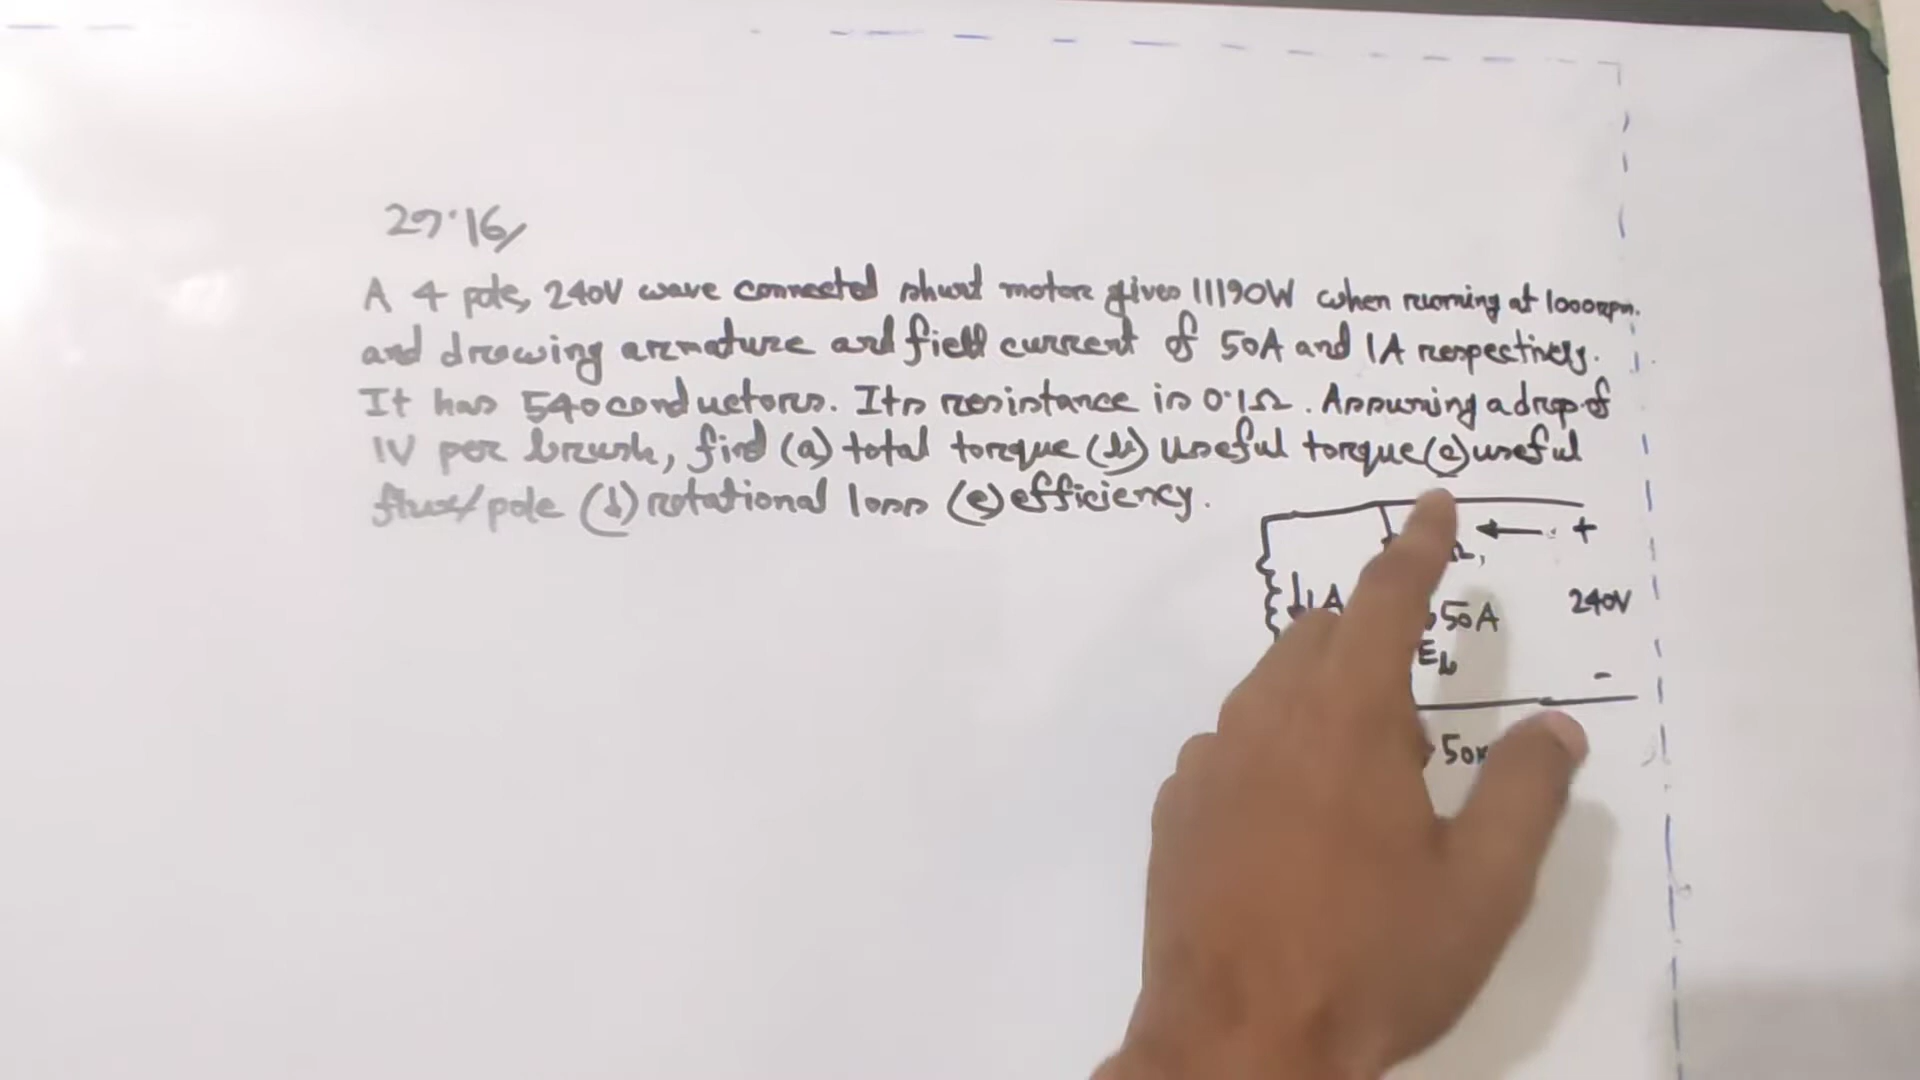 29.16/
A 4 pole, 240V wave connected shunt motor gives 11190W when running at 1000rpm.
and drawing armature and field current of 50A and 1A respectively.
It has 540 conductors. Its resistance is 0.1Ω. Assuming a drop of
1V per brush, find (a) total torque (b) useful torque (c) useful
flux/pole (d) rotational loss (e) efficiency.
+
Ω,
1A
50A
240V
Eb
-
50